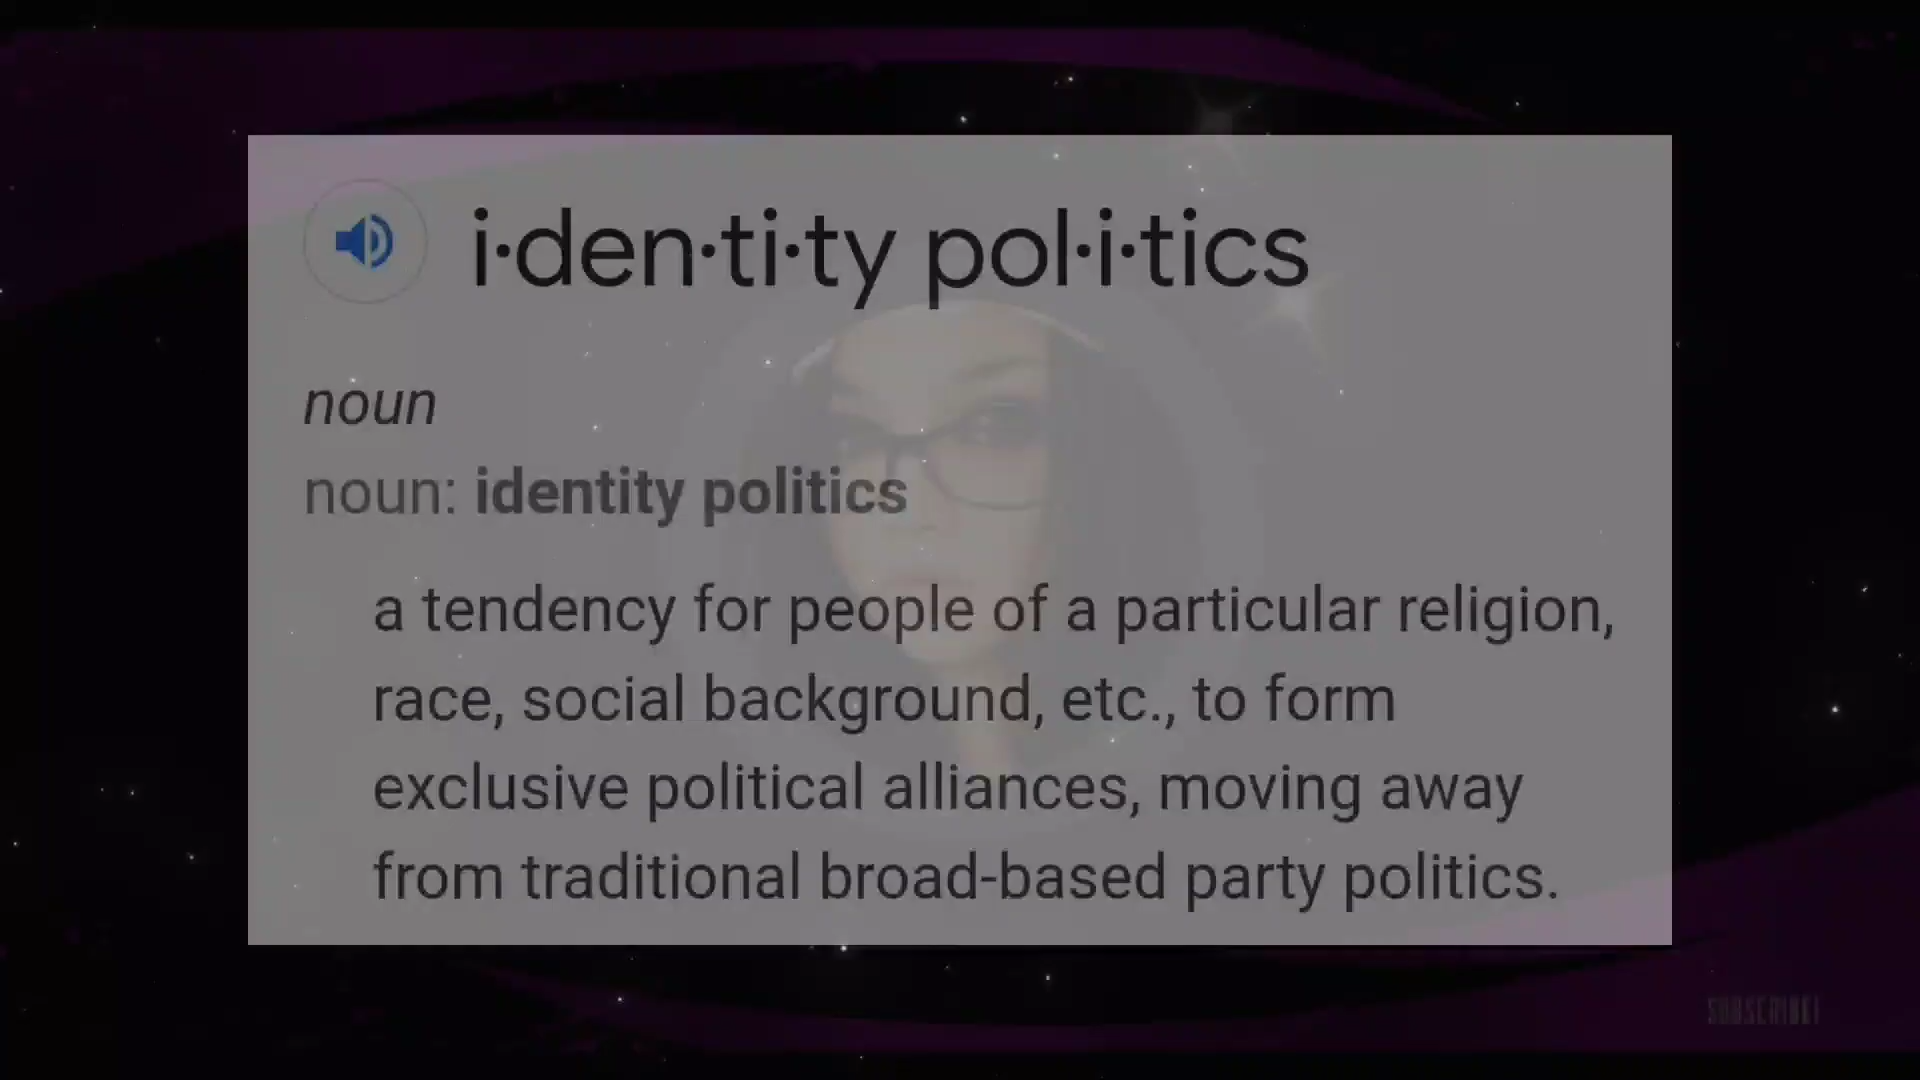 i·den·ti·ty pol·i·tics
noun
noun: identity politics
a tendency for people of a particular religion,
race, social background, etc., to form
exclusive political alliances, moving away
from traditional broad-based party politics.
SUBSCRIBE!